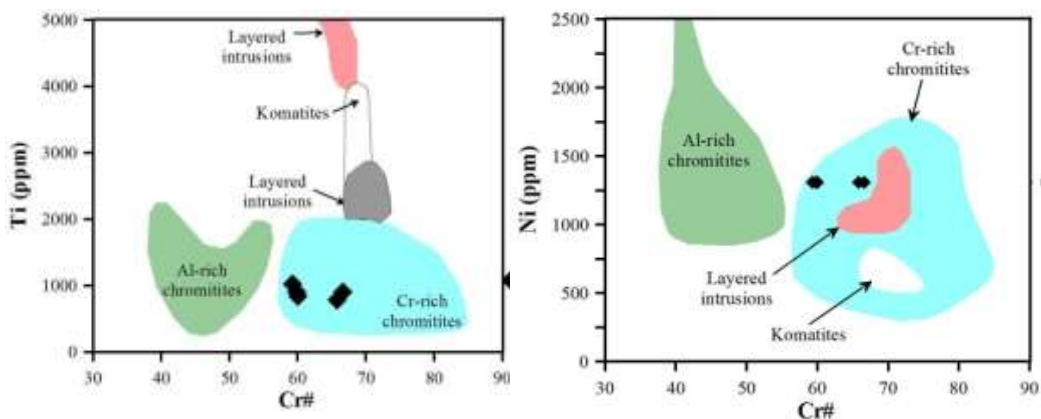 5000
4000
3000
2000
1000
0
Ti (ppm)
30 40 50 60 70 80 90
Cr#
Layered
intrusions
Komatites
Layered
intrusions
Al-rich
chromitites
Cr-rich
chromitites
2500
2000
1500
1000
500
0
Ni (ppm)
30 40 50 60 70 80 90
Cr#
Cr-rich
chromitites
Al-rich
chromitites
Layered
intrusions
Komatites